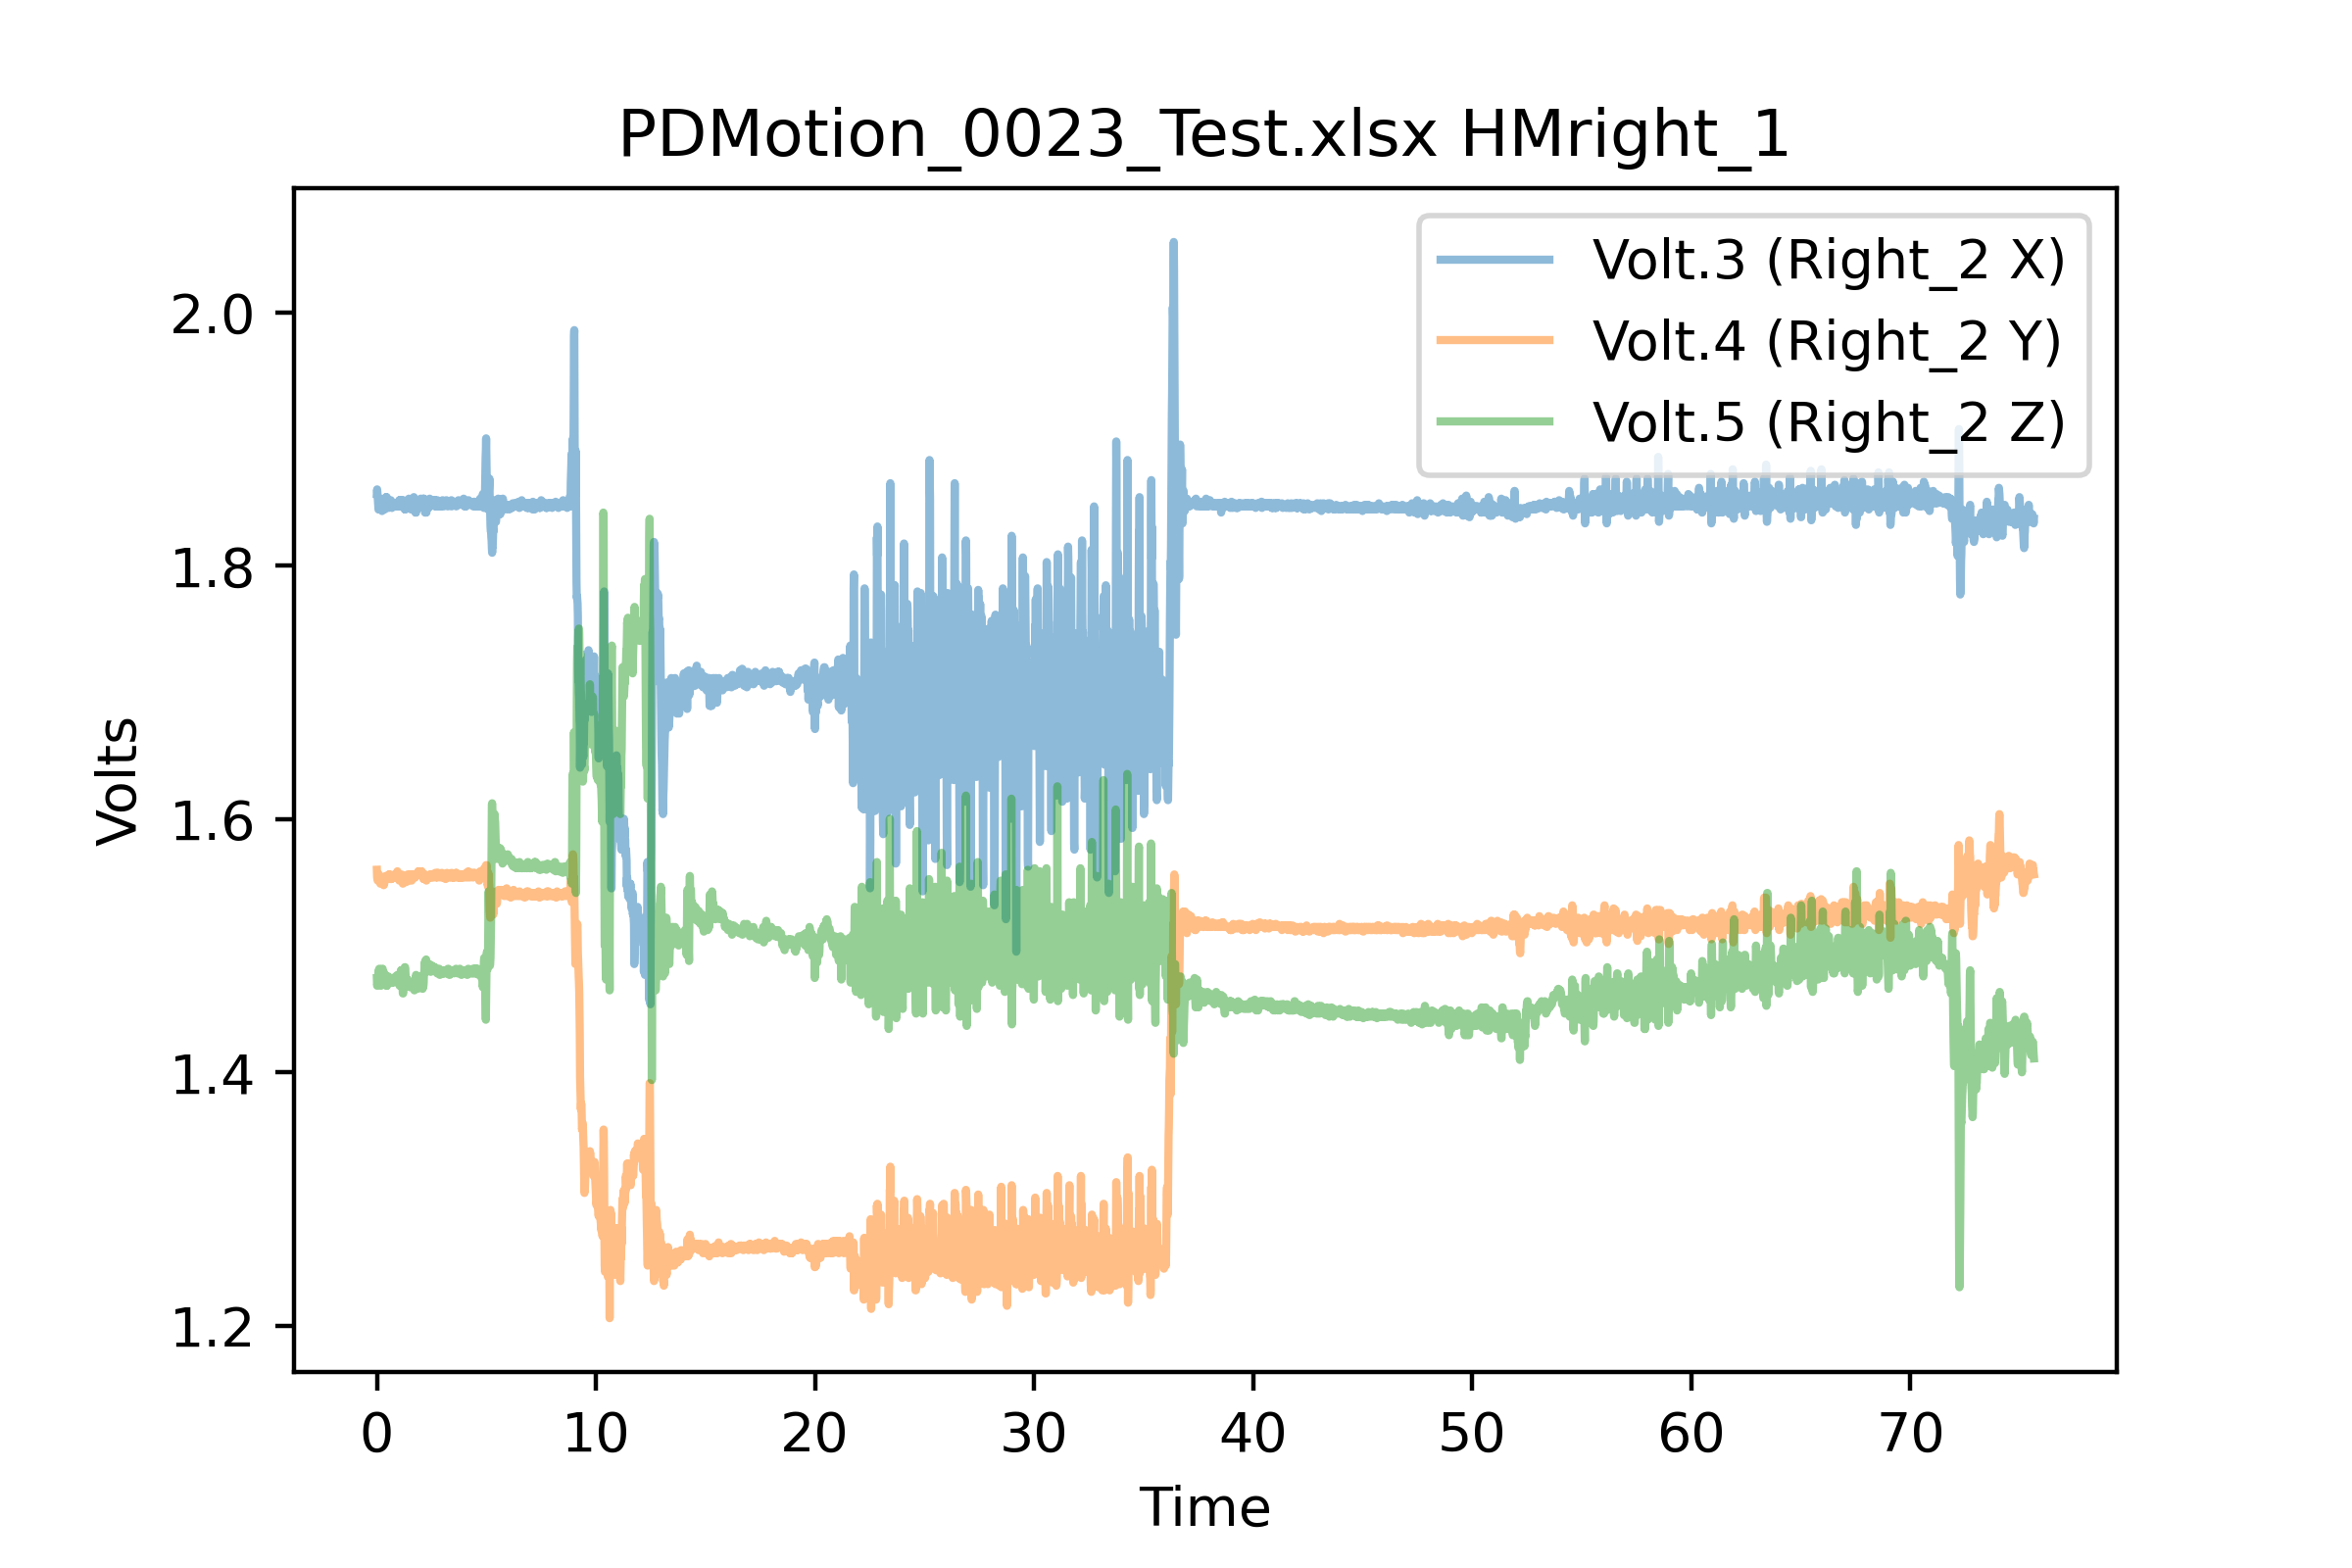 PDMotion_0023_Test.xlsx HMright_1
Volt.3 (Right_2 X)
Volt.4 (Right_2 Y)
Volt.5 (Right_2 Z)
2.0
1.8
1.6
1.4
1.2
Volts
0 10 20 30 40 50 60 70
Time